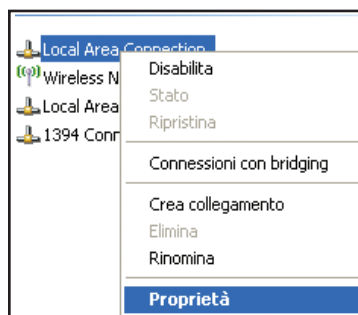 Local Area Connection
Wireless N
Local Area
1394 Conn
Disabilita
Stato
Ripristina
Connessioni con bridging
Crea collegamento
Elimina
Rinomina
Proprietà